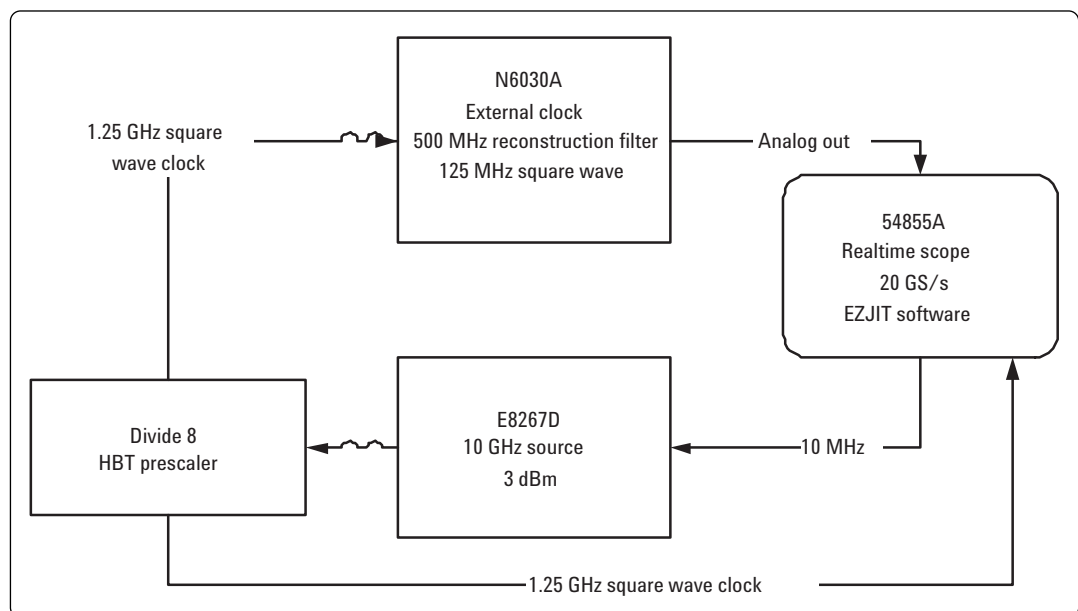 N6030A
External clock
500 MHz reconstruction filter
125 MHz square wave
1.25 GHz square
wave clock
Analog out
54855A
Realtime scope
20 GS/s
EZJIT software
E8267D
10 GHz source
3 dBm
10 MHz
Divide 8
HBT prescaler
1.25 GHz square wave clock